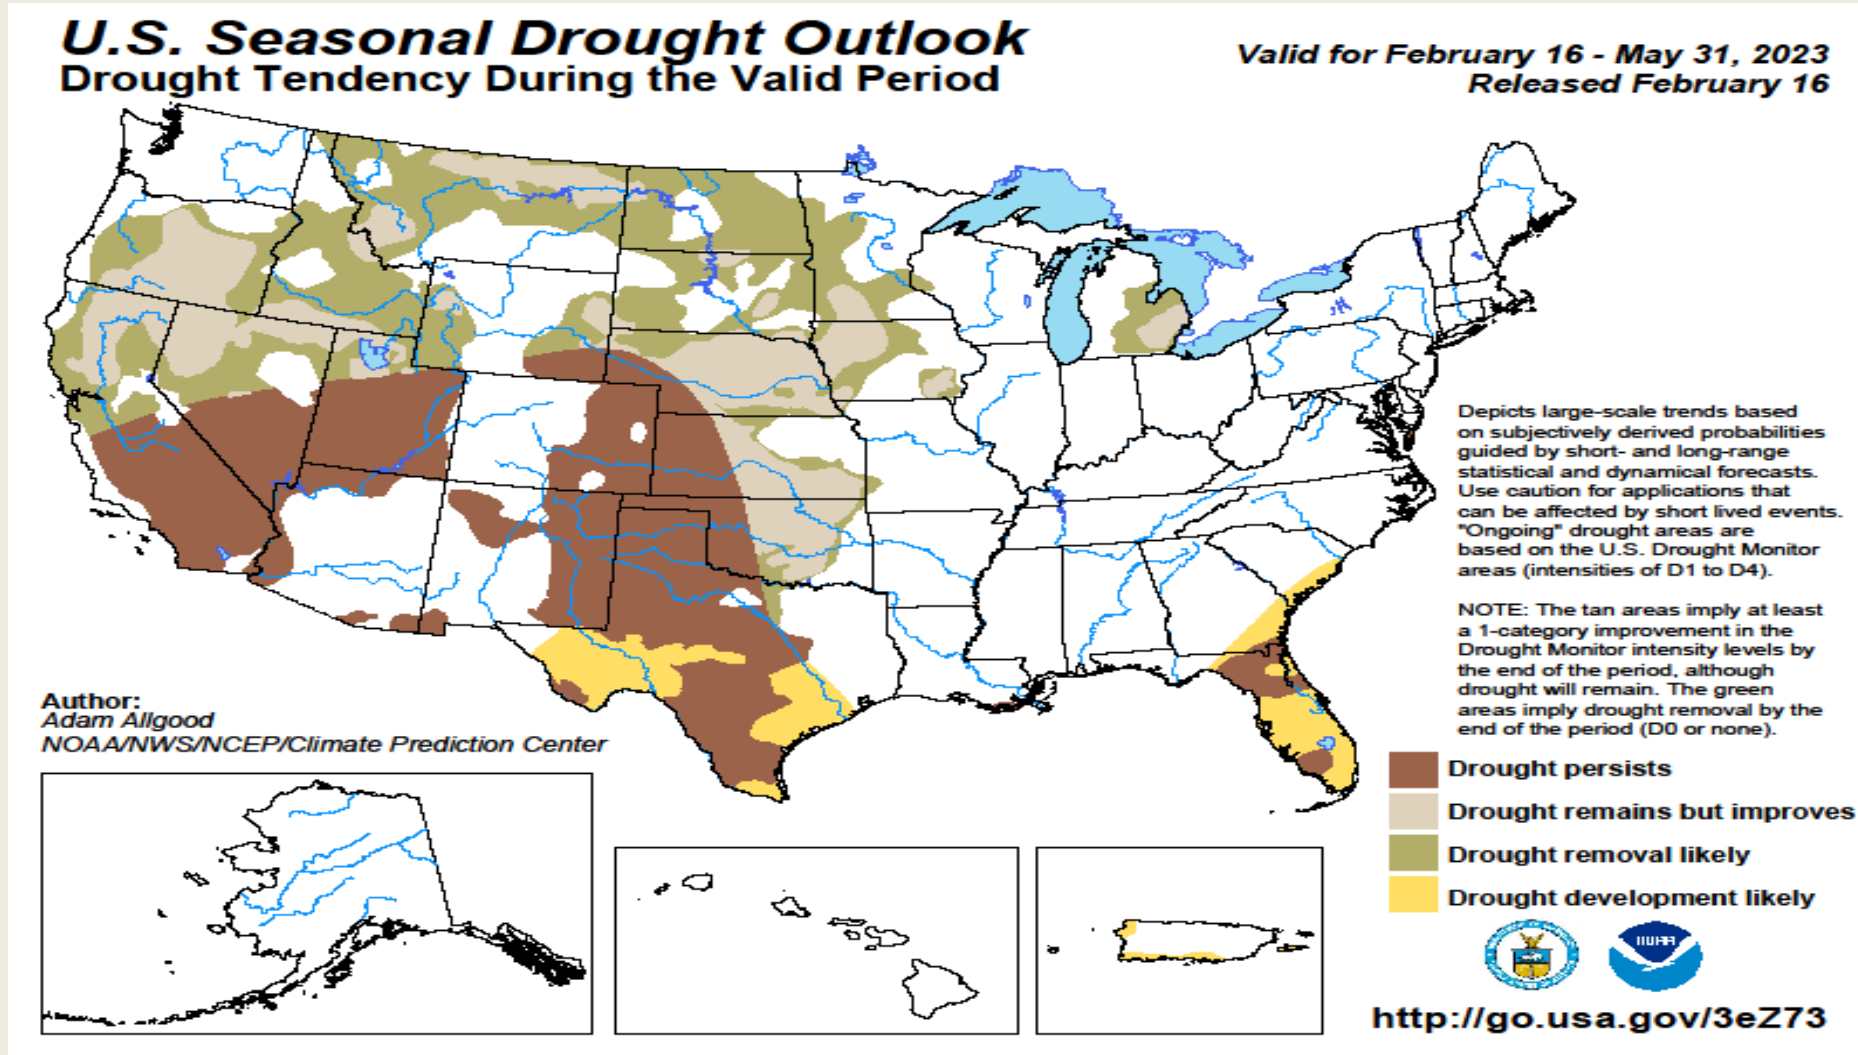 U.S. Seasonal Drought Outlook
Drought Tendency During the Valid Period
Valid for February 16 - May 31, 2023
Released February 16
Depicts large-scale trends based
on subjectively derived probabilities
guided by short- and long-range
statistical and dynamical forecasts.
Use caution for applications that
can be affected by short lived events.
"Ongoing" drought areas are
based on the U.S. Drought Monitor
areas (intensities of D1 to D4).
NOTE: The tan areas imply at least
a 1-category improvement in the
Drought Monitor intensity levels by
the end of the period, although
drought will remain. The green
areas imply drought removal by the
end of the period (D0 or none).
Author:
Adam Allgood
NOAA/NWS/NCEP/Climate Prediction Center
Drought persists
Drought remains but improves
Drought removal likely
Drought development likely
http://go.usa.gov/3eZ73